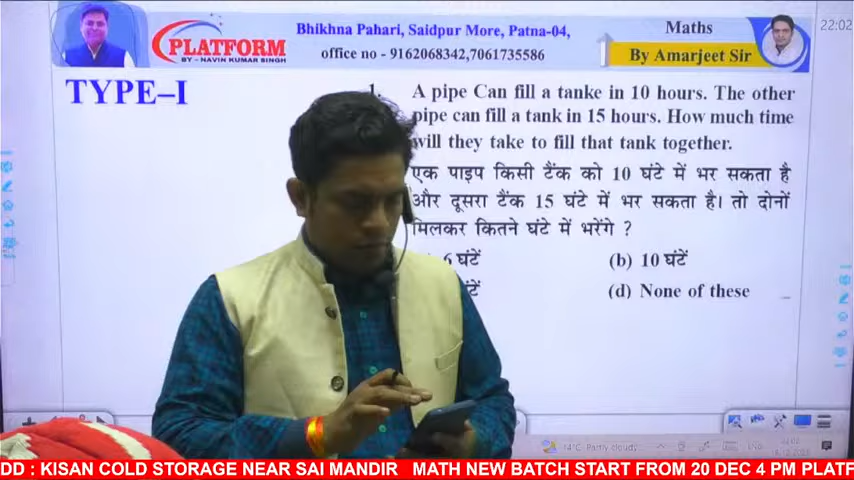 PLATFORM
BY - NAVIN KUMAR SINGH
Bhikhna Pahari, Saidpur More, Patna-04,
office no - 9162068342,7061735586
Maths
By Amarjeet Sir
22:02
TYPE–I
1. A pipe Can fill a tanke in 10 hours. The other
pipe can fill a tank in 15 hours. How much time
will they take to fill that tank together.
एक पाइप किसी टैंक को 10 घंटे में भर सकता है
और दूसरा टैंक 15 घंटे में भर सकता है। तो दोनों
मिलकर कितने घंटे में भरेंगे ?
6 घंटें
(b) 10 घंटें
(d) None of these
14°C Partly cloudy
DD : KISAN COLD STORAGE NEAR SAI MANDIR MATH NEW BATCH START FROM 20 DEC 4 PM PLATF